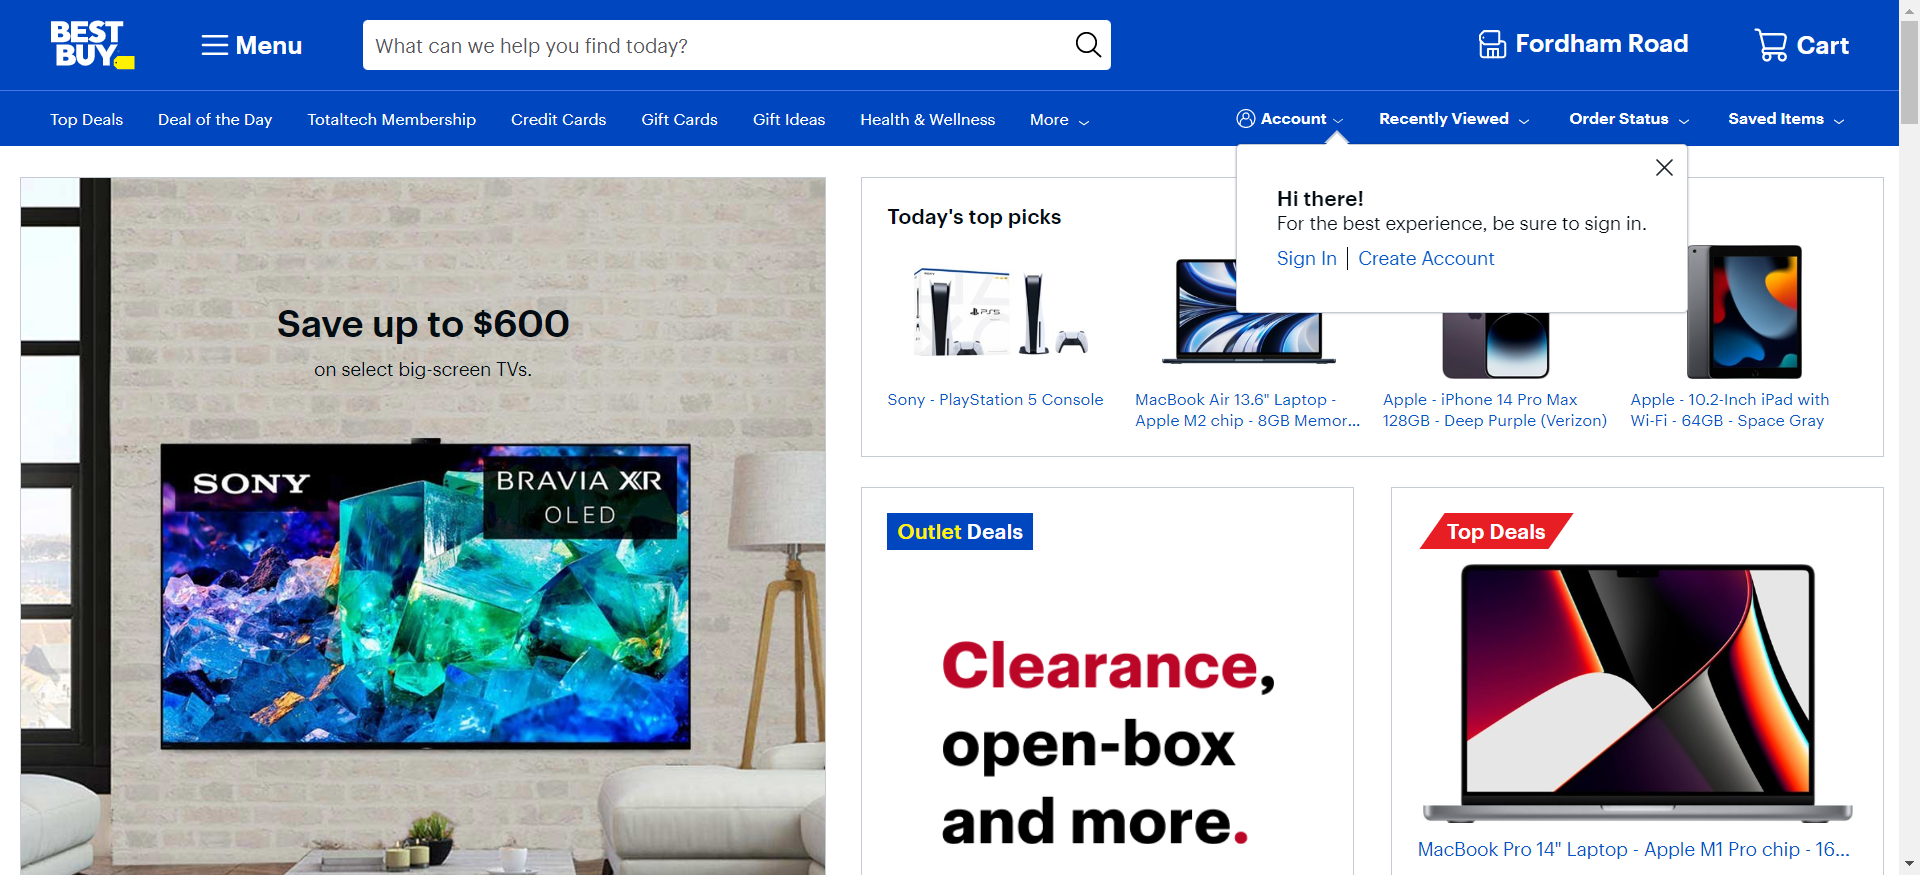 BEST
BUY
Menu
What can we help you find today?
Fordham Road
Cart
Top Deals
Deal of the Day
Totaltech Membership
Credit Cards
Gift Cards
Gift Ideas
Health & Wellness
More
Account
Recently Viewed
Order Status
Saved Items
Hi there!
For the best experience, be sure to sign in.
Sign In
Create Account
Save up to $600
on select big-screen TVs.
SONY
BRAVIA XR
OLED
Today's top picks
PS5
Sony - PlayStation 5 Console
MacBook Air 13.6" Laptop -
Apple M2 chip - 8GB Memor...
Apple - iPhone 14 Pro Max
128GB - Deep Purple (Verizon)
Apple - 10.2-Inch iPad with
Wi-Fi - 64GB - Space Gray
Outlet Deals
Clearance,
open-box
and more.
Top Deals
MacBook Pro 14" Laptop - Apple M1 Pro chip - 16...